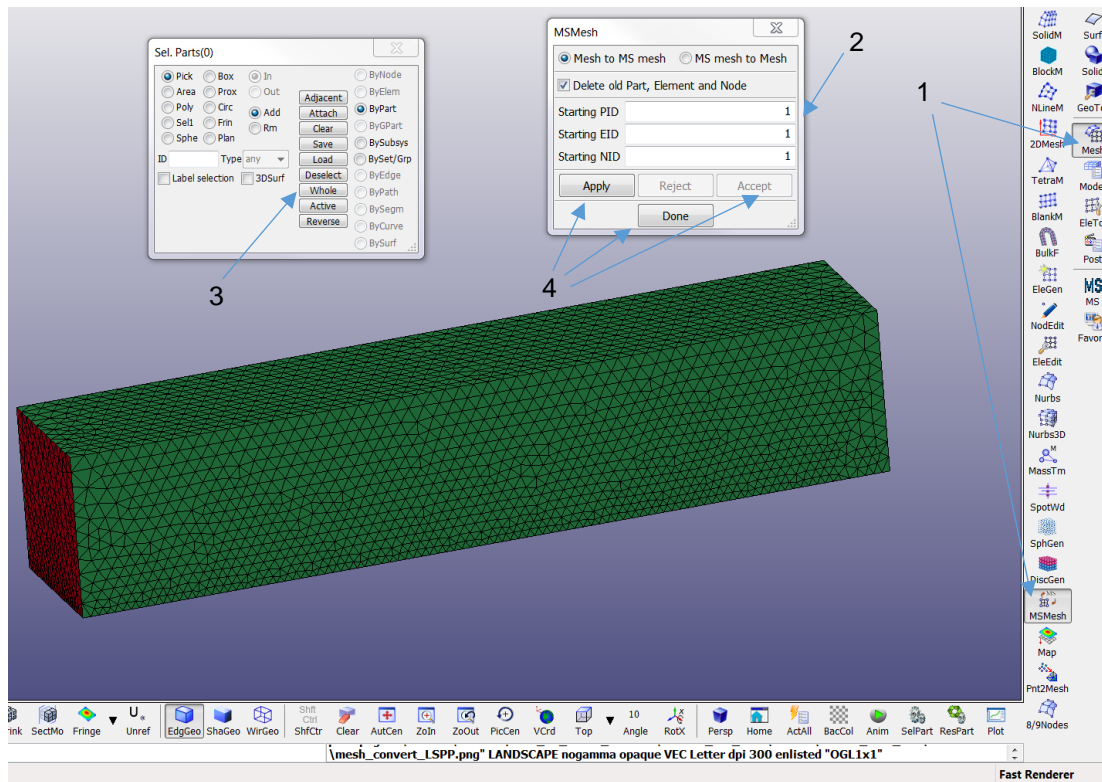 Sel. Parts(0)
Pick Box In
Area Prox Out
Poly Circ Add
Sel1 Frin Rm
Sphe Plan
ID Type any
Label selection 3DSurf
Adjacent
Attach
Clear
Save
Load
Deselect
Whole
Active
Reverse
ByNode
ByElem
ByPart
ByGPart
BySubsys
BySet/Grp
ByEdge
ByPath
BySegm
ByCurve
BySurf
3
MSMesh
Mesh to MS mesh MS mesh to Mesh
Delete old Part, Element and Node
Starting PID 1
Starting EID 1
Starting NID 1
Apply Reject Accept
Done
2
4
1
SolidM
BlockM
NLineM
2DMesh
TetraM
BlankM
BulkF
EleGen
NodEdit
EleEdit
Nurbs
Nurbs3D
M
MassTm
SpotWd
SphGen
DiscGen
MSMesh
Map
Pnt2Mesh
8/9Nodes
Surf
Solid
GeoTo
Mesh
Mode
EleTo
Post
MS
MS
Favor
rink SectMo Fringe Unref EdgGeo ShaGeo WirGeo Shft Ctrl ShfCtr Clear AutCen ZoIn ZoOut PicCen VCrd Top 10 Angle RotX Persp Home ActAll BacCol Anim SelPart ResPart Plot
\mesh_convert_LSPP.png" LANDSCAPE nogamma opaque VEC Letter dpi 300 enlisted "OGL1x1"
Fast Renderer